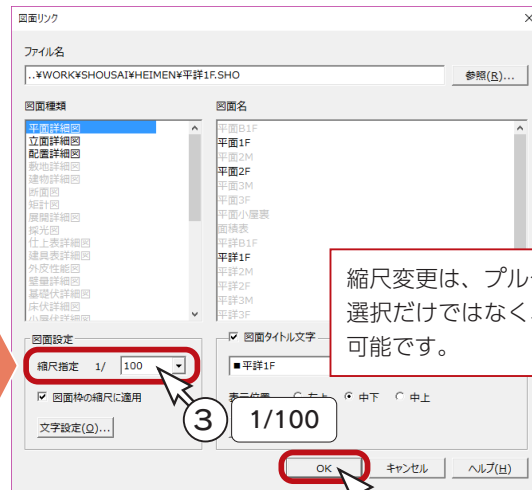 図面リンク
ファイル名
..¥WORK¥SHOUSAI¥HEIMEN¥平詳1F.SHO
参照(R)...
図面種類
図面名
平面詳細図
立面詳細図
配置詳細図
敷地詳細図
建物詳細図
断面図
矩計図
展開詳細図
採光図
仕上表詳細図
建具表詳細図
外皮性能図
壁量詳細図
基礎伏詳細図
床伏詳細図
小屋伏詳細図
平面B1F
平面1F
平面2M
平面2F
平面3M
平面3F
平面小屋裏
面積表
平詳B1F
平詳1F
平詳2M
平詳2F
平詳3M
平詳3F
縮尺変更は、プル
選択だけではなく
可能です。
図面設定
縮尺指定 1/ 100
図面枠の縮尺に適用
文字設定(O)...
図面タイトル文字
■平詳1F
表示位置
中下
中上
3
1/100
OK
キャンセル
ヘルプ(H)